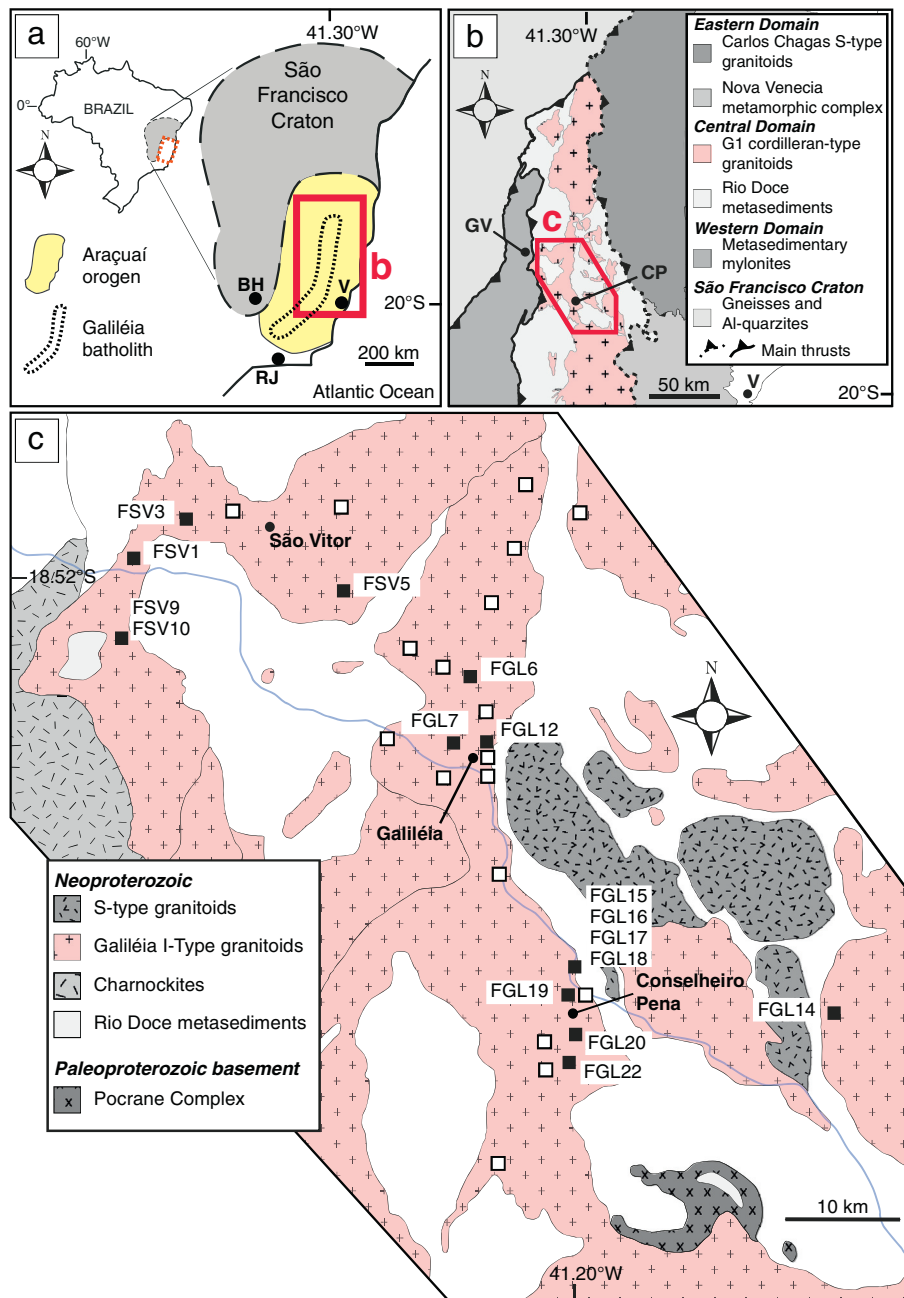 a
60°W
41.30°W
0°
BRAZIL
N
São
Francisco
Craton
Araçuaí
orogen
Galiléia
batholith
BH
V
b
20°S
RJ
200 km
Atlantic Ocean
b
41.30°W
N
GV
C
CP
50 km
V
20°S
Eastern Domain
Carlos Chagas S-type
granitoids
Nova Venecia
metamorphic complex
Central Domain
G1 cordilleran-type
granitoids
Rio Doce
metasediments
Western Domain
Metasedimentary
mylonites
São Francisco Craton
Gneisses and
Al-quarzites
Main thrusts
c
FSV3
São Vitor
FSV1
18.52°S
FSV5
FSV9
FSV10
FGL6
N
FGL7
FGL12
Galiléia
FGL15
FGL16
FGL17
FGL18
FGL19
Conselheiro
Pena
FGL14
FGL20
FGL22
Neoproterozoic
S-type granitoids
Galiléia I-Type granitoids
Charnockites
Rio Doce metasediments
Paleoproterozoic basement
Pocrane Complex
10 km
41.20°W